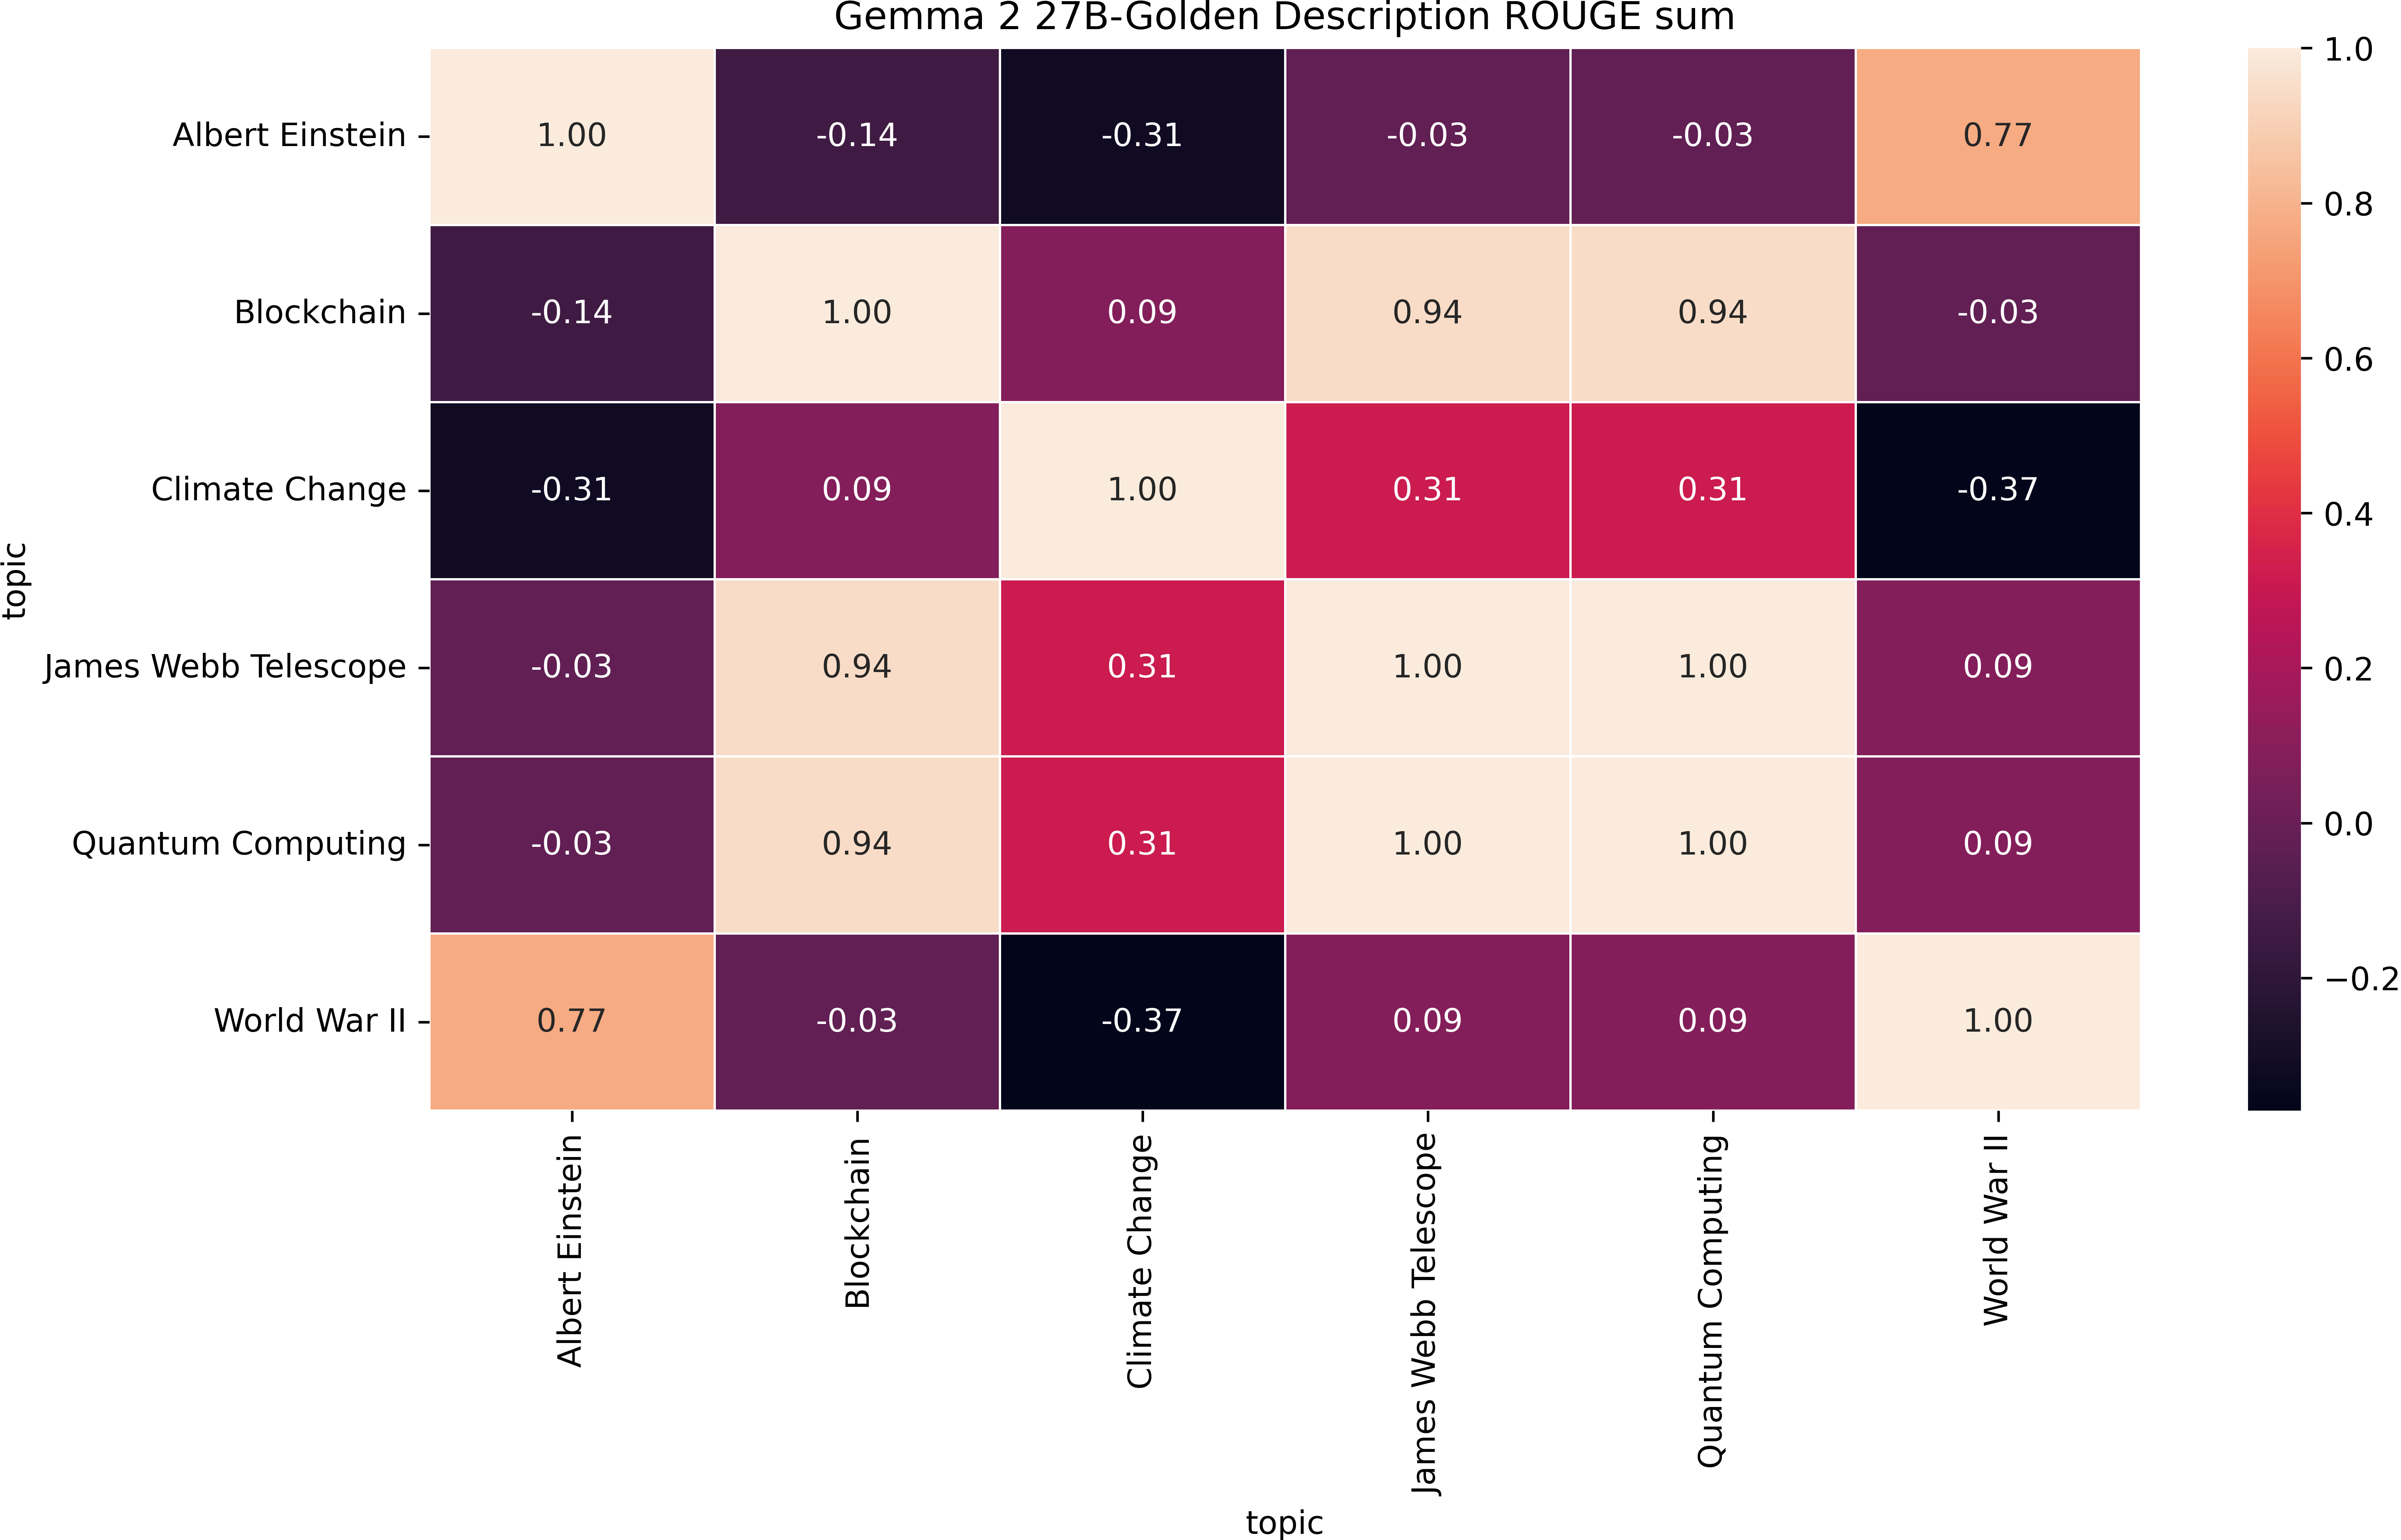 Gemma 2 27B-Golden Description ROUGE sum
Albert Einstein 1.00 -0.14 -0.31 -0.03 -0.03 0.77
Blockchain -0.14 1.00 0.09 0.94 0.94 -0.03
Climate Change -0.31 0.09 1.00 0.31 0.31 -0.37
James Webb Telescope -0.03 0.94 0.31 1.00 1.00 0.09
Quantum Computing -0.03 0.94 0.31 1.00 1.00 0.09
World War II 0.77 -0.03 -0.37 0.09 0.09 1.00
topic
Albert Einstein
Blockchain
Climate Change
James Webb Telescope
Quantum Computing
World War II
topic
1.0
0.8
0.6
0.4
0.2
0.0
−0.2